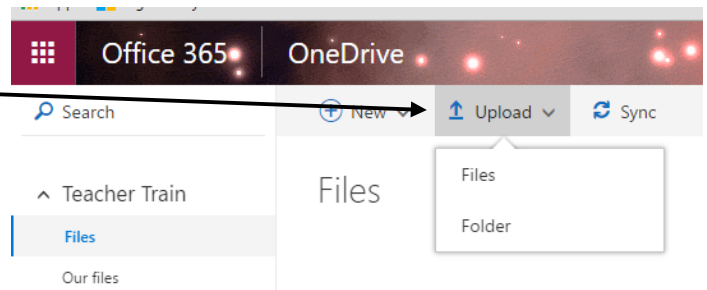 Office 365 OneDrive
Search New Upload Sync
Teacher Train
Files
Files
Files
Folder
Our files